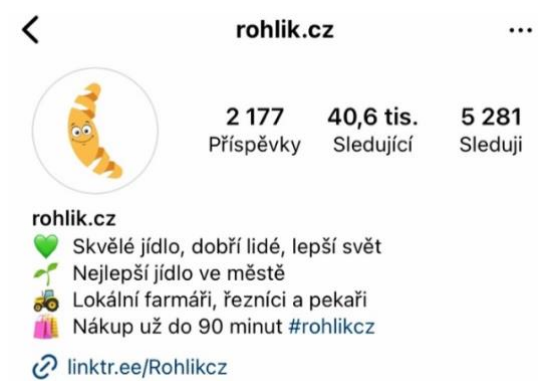 rohlik.cz
2 177 40,6 tis. 5 281
Příspěvky Sledující Sleduji
rohlik.cz
Skvělé jídlo, dobří lidé, lepší svět
Nejlepší jídlo ve městě
Lokální farmáři, řezníci a pekaři
Nákup už do 90 minut #rohlikcz
linktr.ee/Rohlikcz